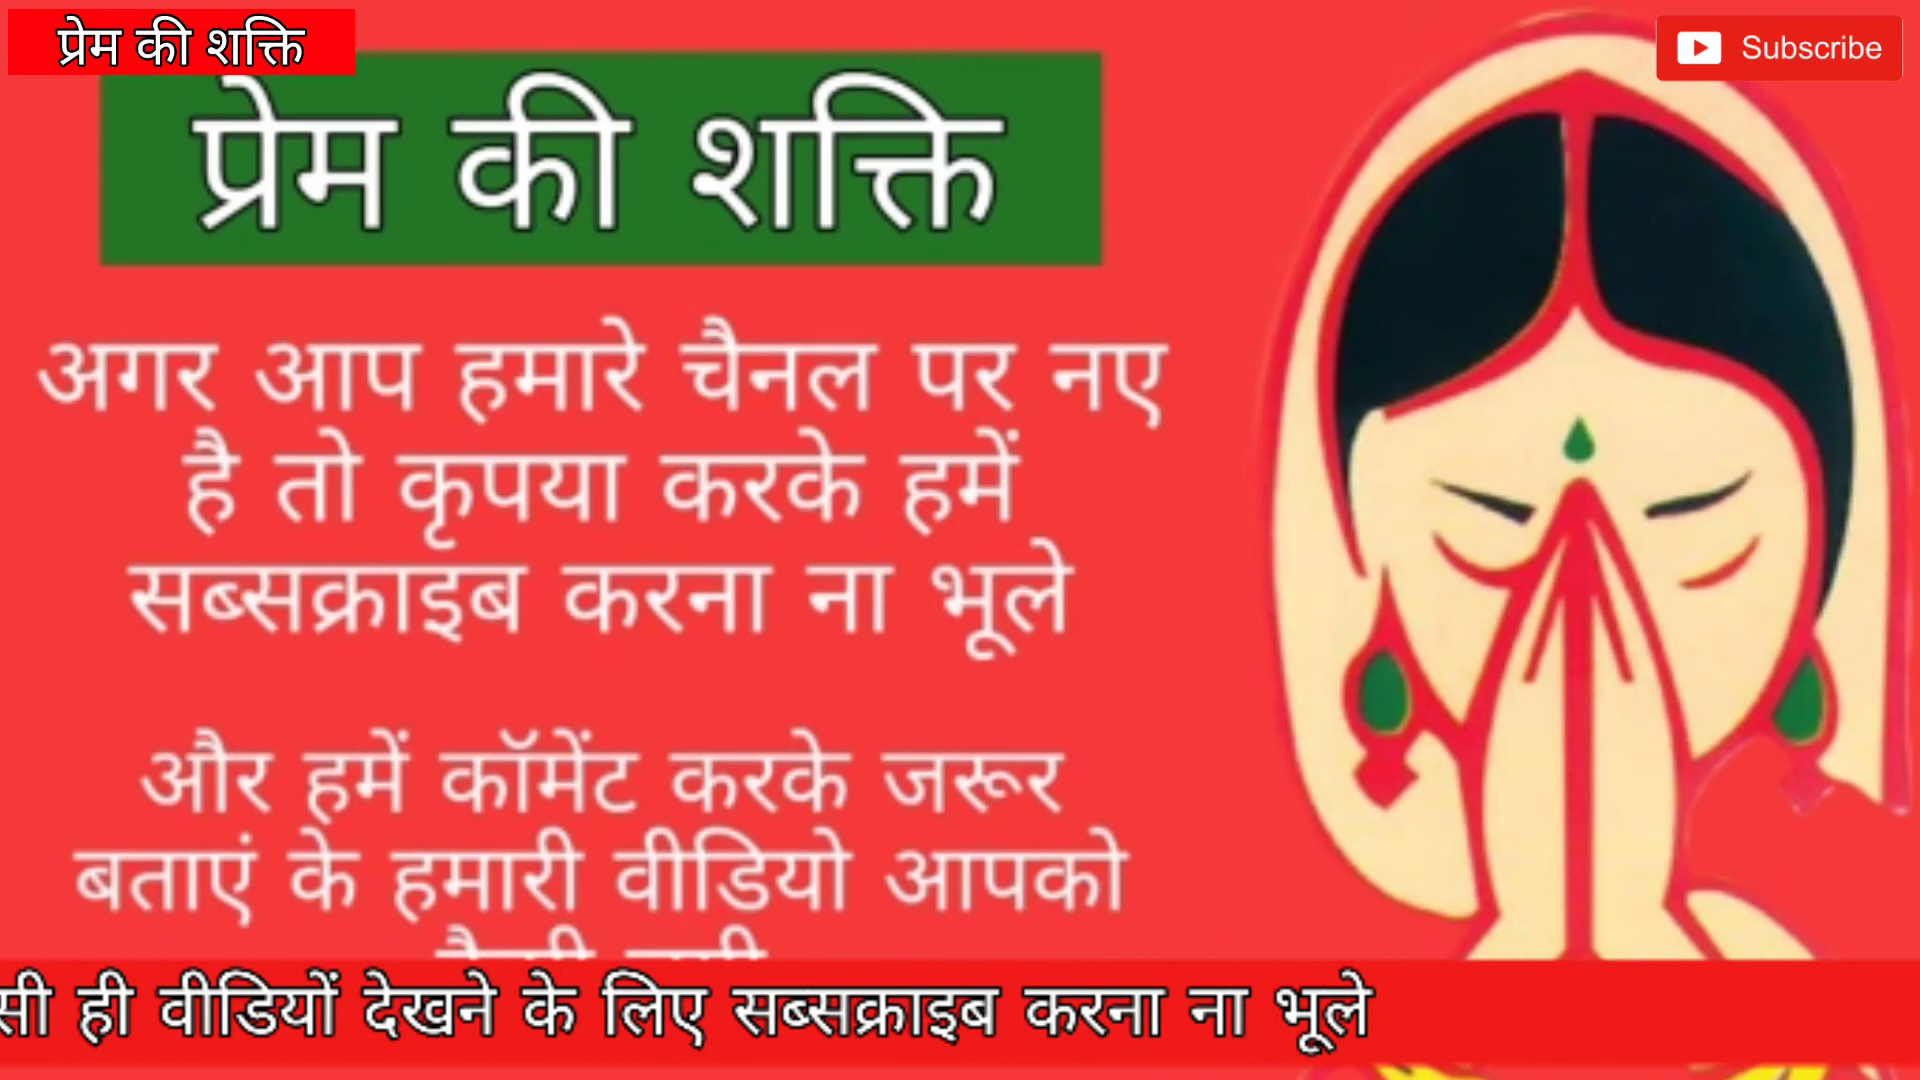 प्रेम की शक्ति
Subscribe
प्रेम की शक्ति
अगर आप हमारे चैनल पर नए
है तो कृपया करके हमें
सब्सक्राइब करना ना भूले
और हमें कॉमेंट करके जरूर
बताएं के हमारी वीडियो आपको
ही वीडियों देखने के लिए सब्सक्राइब करना ना भूले